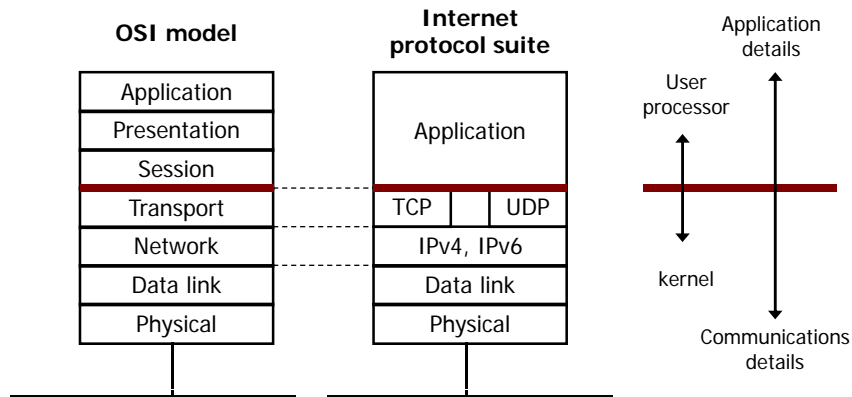 OSI model
Application
Presentation
Session
Transport
Network
Data link
Physical
Internet
protocol suite
Application
TCP
UDP
IPv4, IPv6
Data link
Physical
Application
details
User
processor
kernel
Communications
details